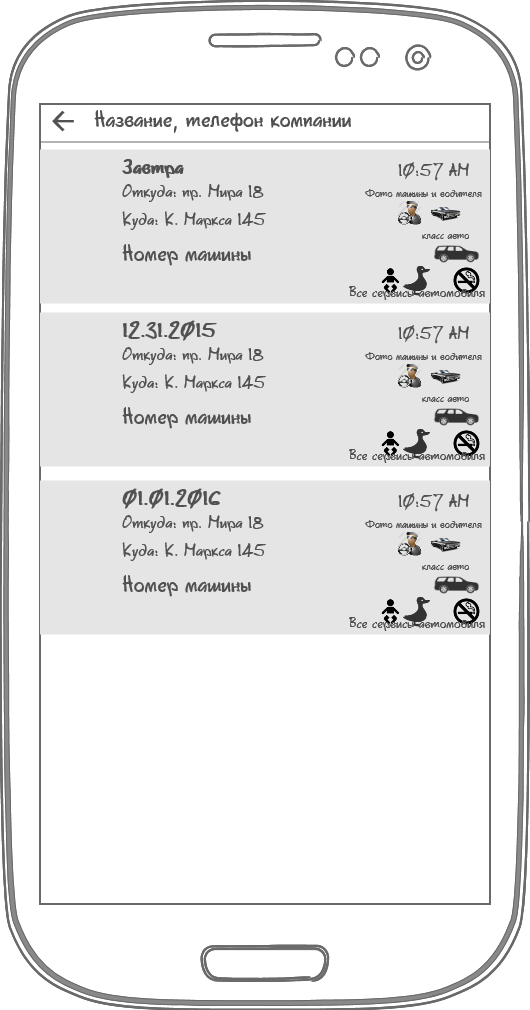 Название, телефон компании
Завтра
10:57 AM
Откуда: пр. Мира 18
Фото машины и водителя
Куда: К. Маркса 145
класс авто
Номер машины
Все сервисы автомобиля
12.31.2015
10:57 AM
Откуда: пр. Мира 18
Фото машины и водителя
Куда: К. Маркса 145
класс авто
Номер машины
Все сервисы автомобиля
01.01.201С
10:57 AM
Откуда: пр. Мира 18
Фото машины и водителя
Куда: К. Маркса 145
класс авто
Номер машины
Все сервисы автомобиля